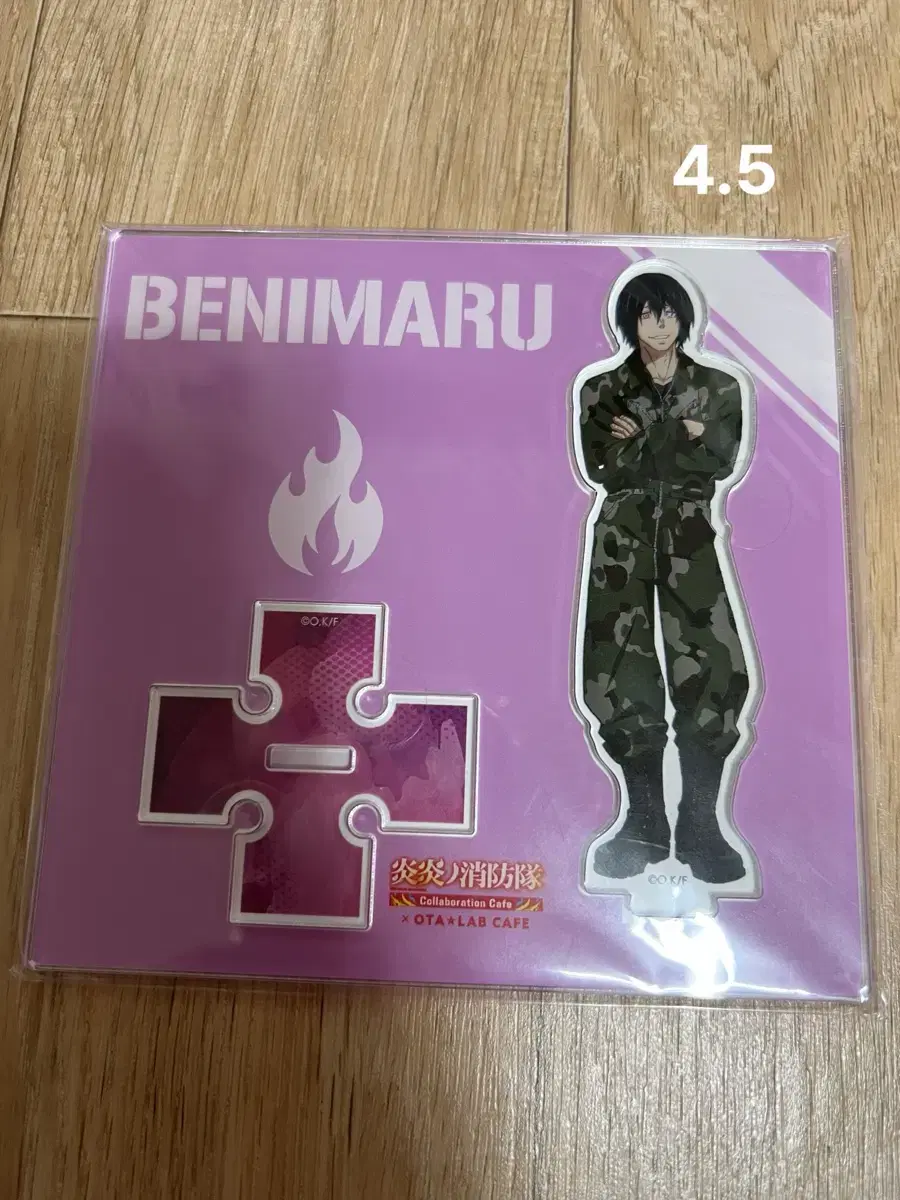 4.5
BENIMARU
©O.K/F
炎炎ノ消防隊
Collaboration Cafe
× OTA★LAB CAFE
©O.K/F